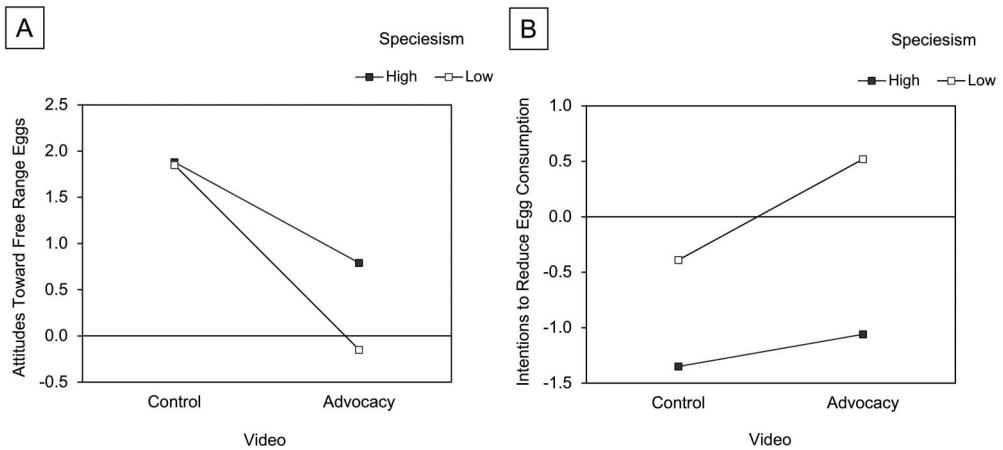 A
Speciesism
High Low
Attitudes Toward Free Range Eggs
2.5
2.0
1.5
1.0
0.5
0.0
-0.5
Control Advocacy
Video
B
Speciesism
High Low
Intentions to Reduce Egg Consumption
1.0
0.5
0.0
-0.5
-1.0
-1.5
Control Advocacy
Video